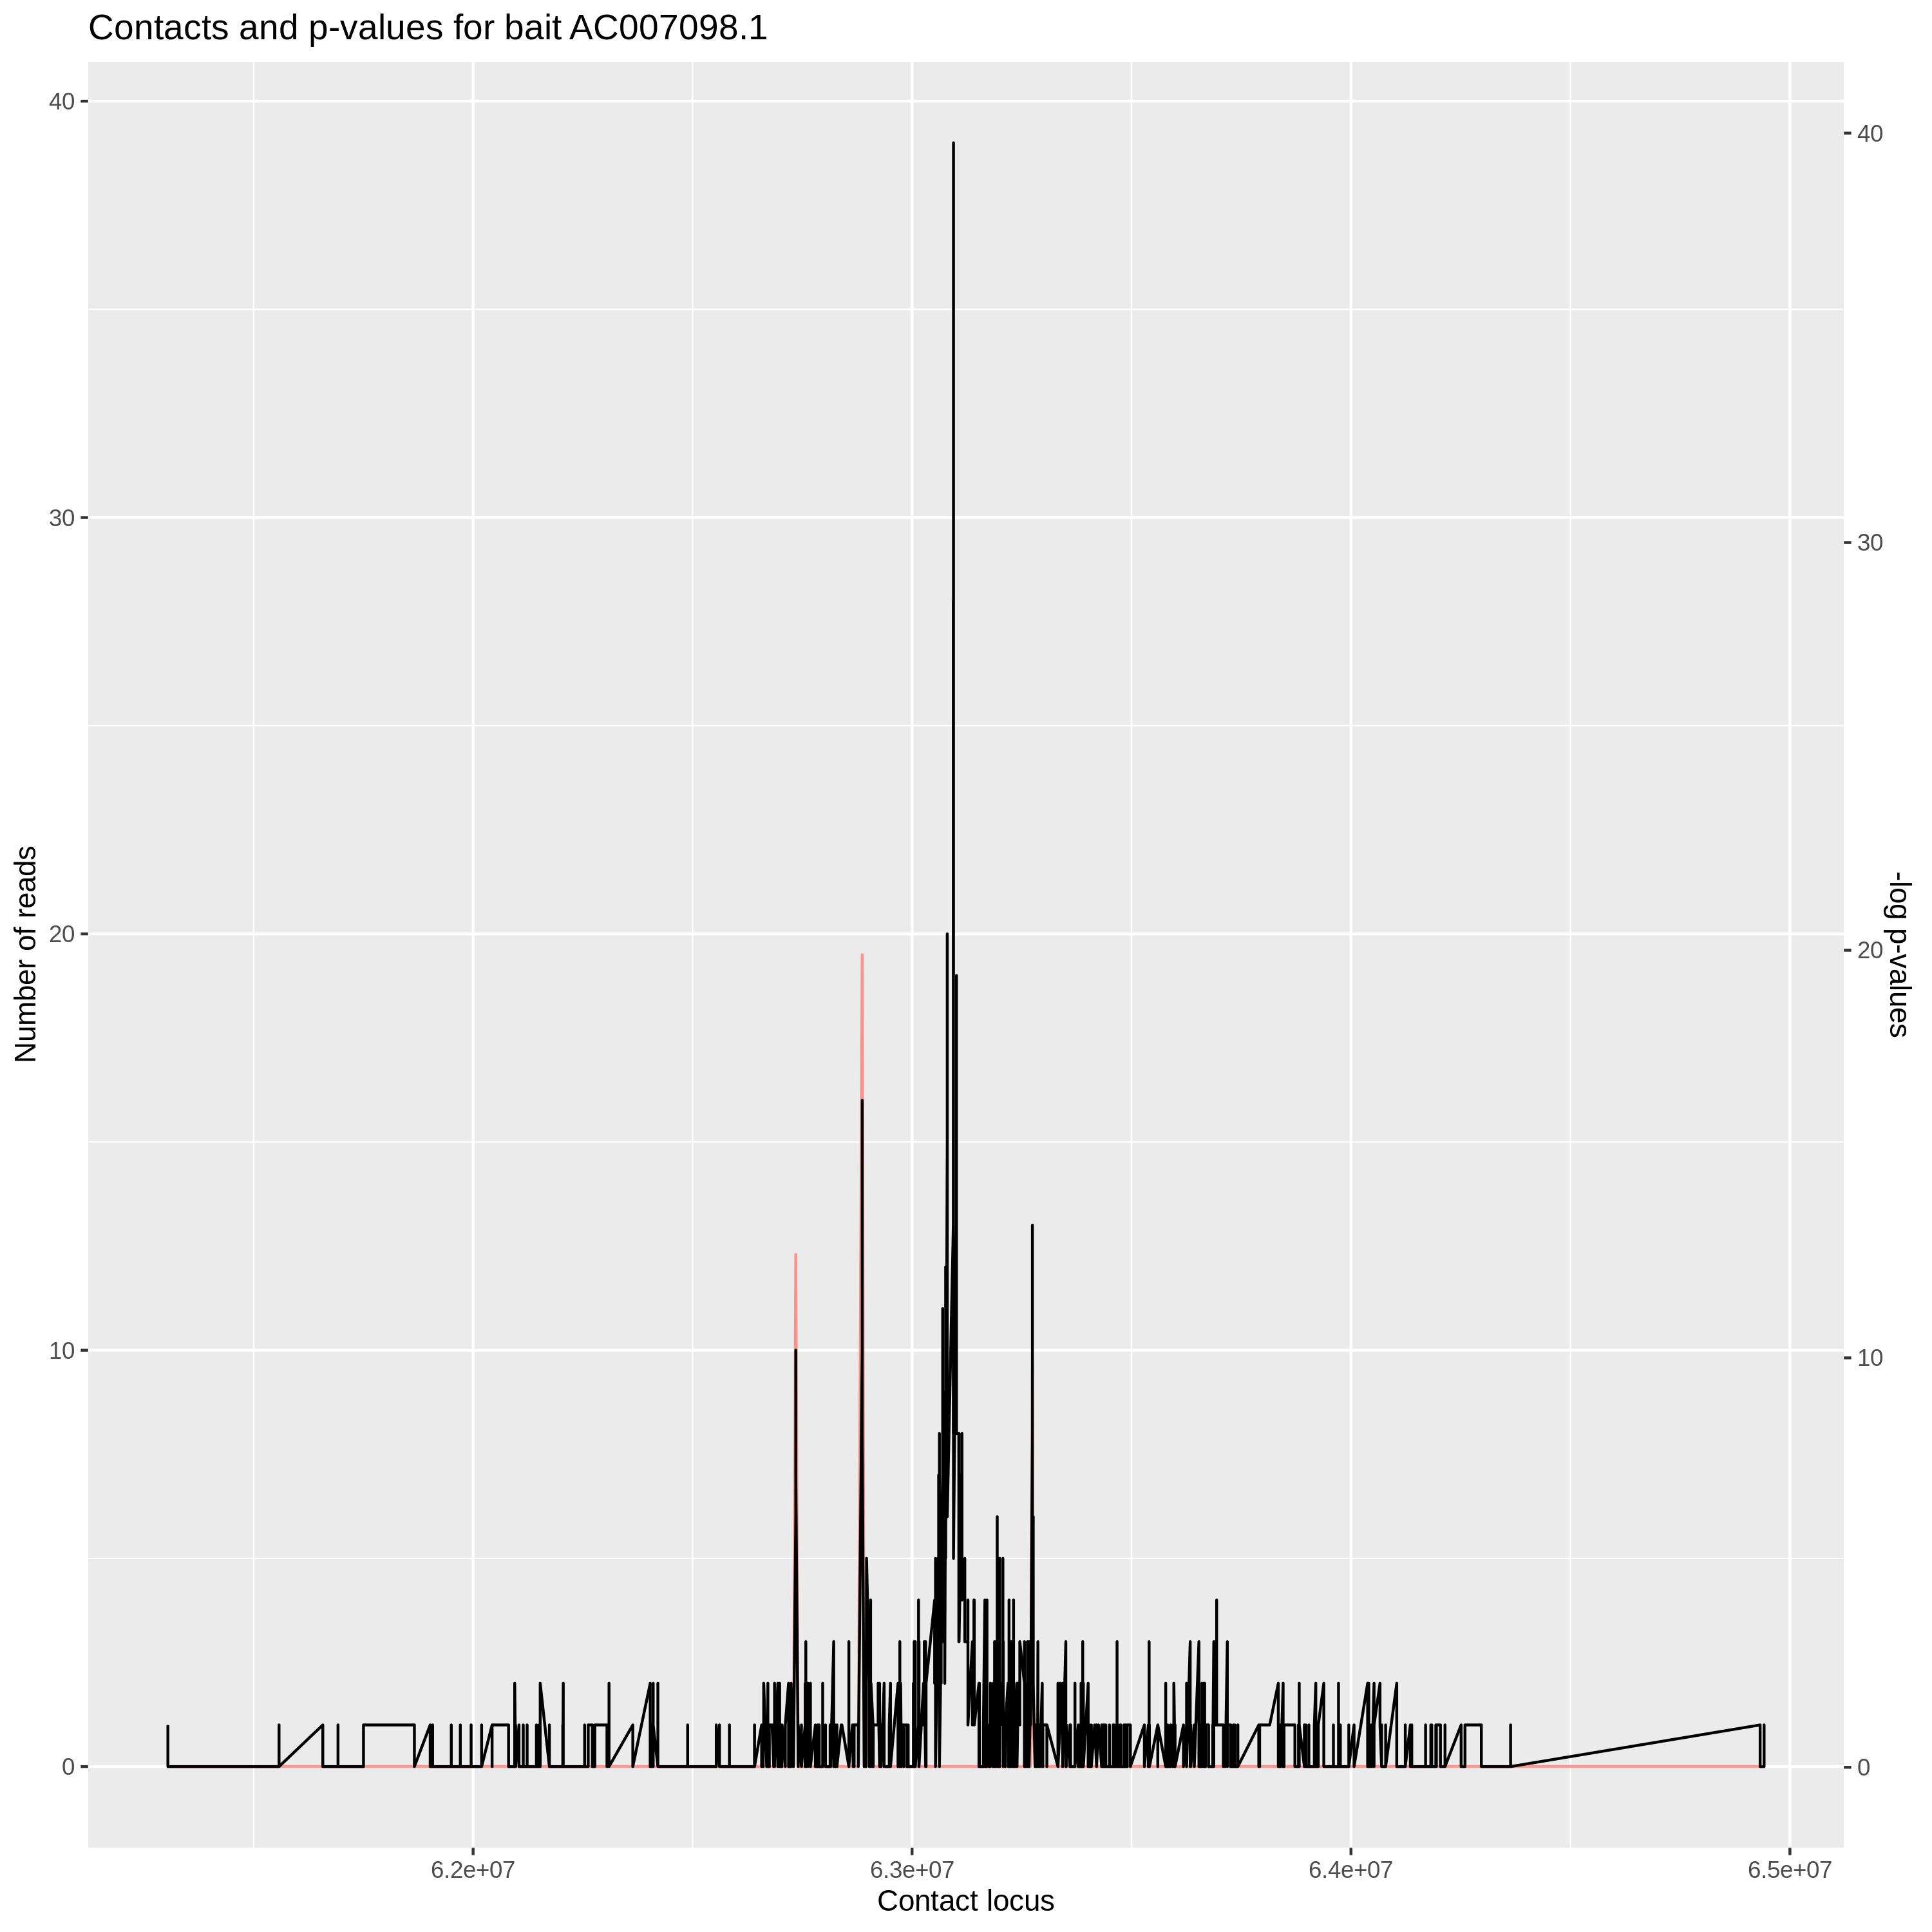 Contacts and p-values for bait AC007098.1
40
30
20
10
0
Number of reads
40
30
20
10
0
-log p-values
6.2e+07 6.3e+07 6.4e+07 6.5e+07
Contact locus